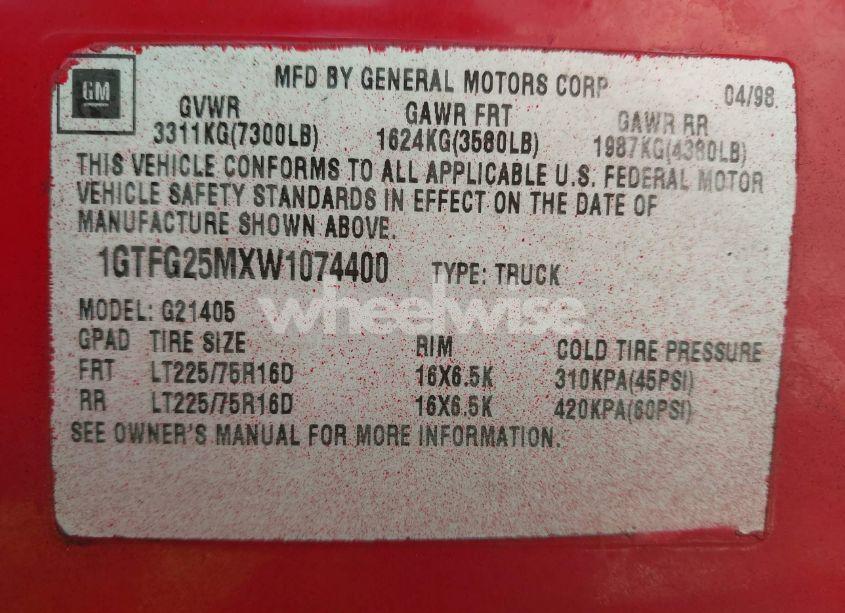 GM
MFD BY GENERAL MOTORS CORP 04/98
GVWR GAWR FRT GAWR RR
3311KG(7300LB) 1624KG(3580LB) 1987KG(4380LB)
THIS VEHICLE CONFORMS TO ALL APPLICABLE U.S. FEDERAL MOTOR
VEHICLE SAFETY STANDARDS IN EFFECT ON THE DATE OF
MANUFACTURE SHOWN ABOVE.
1GTFG25MXW1074400 TYPE: TRUCK
wheelwise
MODEL: G21405
GPAD TIRE SIZE RIM COLD TIRE PRESSURE
FRT LT225/75R16D 16X6.5K 310KPA(45PSI)
RR LT225/75R16D 16X6.5K 420KPA(60PSI)
SEE OWNER'S MANUAL FOR MORE INFORMATION.